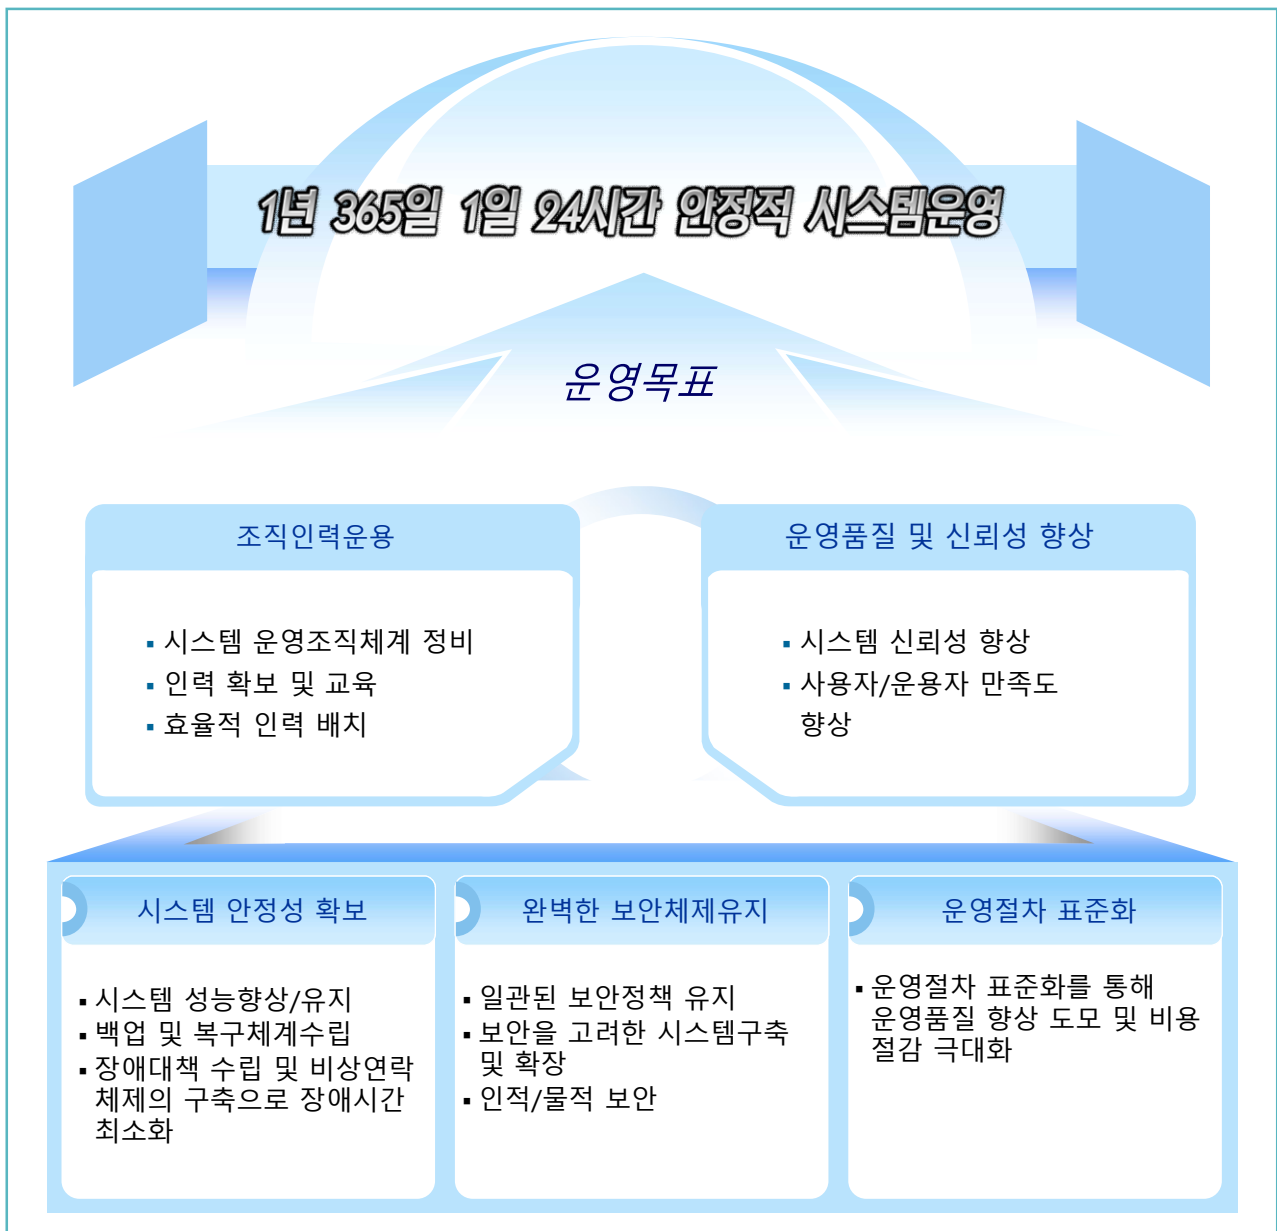 1년 365일 1일 24시간 안정적 시스템운영
운영목표
조직인력운용
▪ 시스템 운영조직체계 정비
▪ 인력 확보 및 교육
▪ 효율적 인력 배치
운영품질 및 신뢰성 향상
▪ 시스템 신뢰성 향상
▪ 사용자/운용자 만족도
향상
시스템 안정성 확보
▪ 시스템 성능향상/유지
▪ 백업 및 복구체계수립
▪ 장애대책 수립 및 비상연락
체제의 구축으로 장애시간
최소화
완벽한 보안체제유지
▪ 일관된 보안정책 유지
▪ 보안을 고려한 시스템구축
및 확장
▪ 인적/물적 보안
운영절차 표준화
▪ 운영절차 표준화를 통해
운영품질 향상 도모 및 비용
절감 극대화